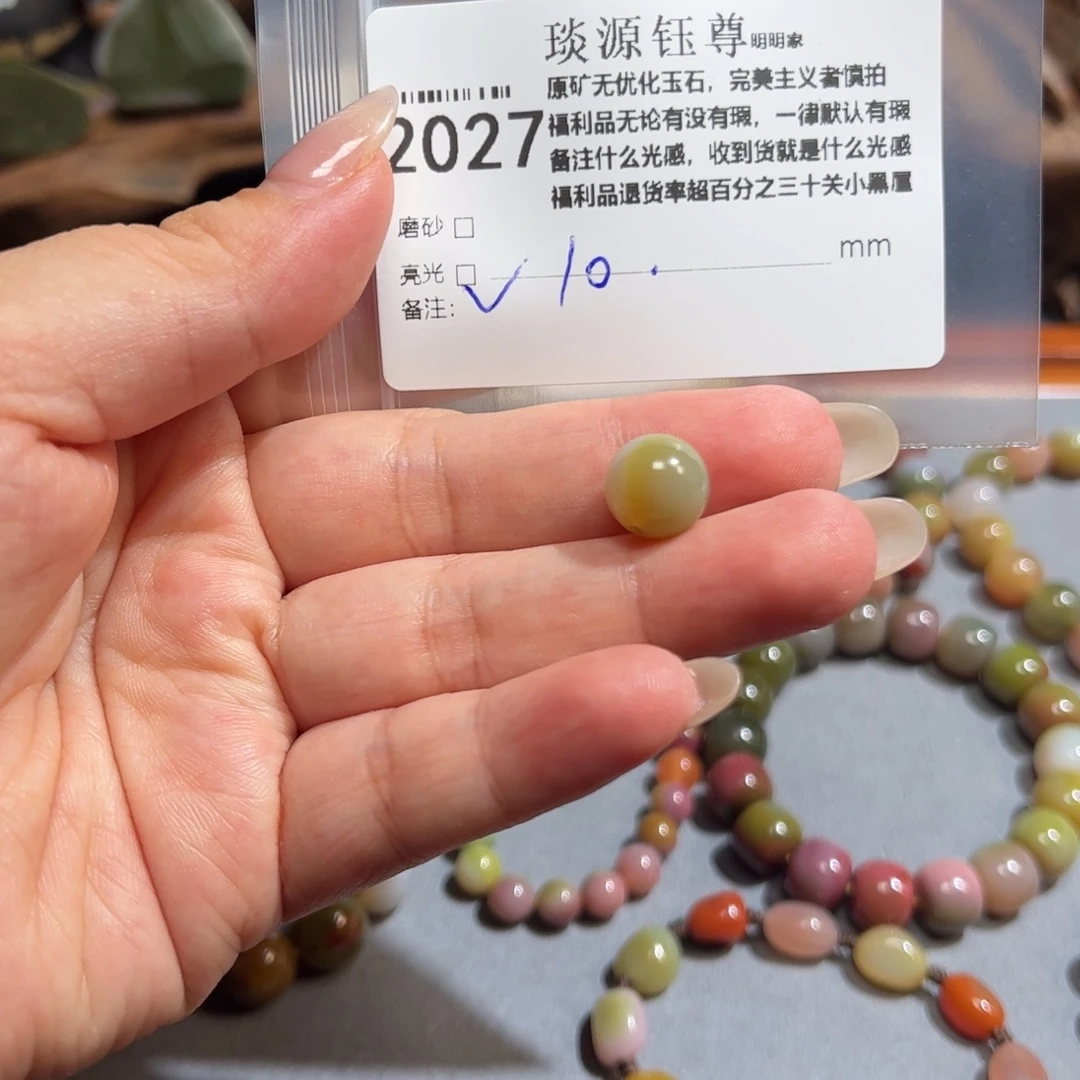 琰源钰尊明明家
原矿无优化玉石，完美主义者慎拍
2027
福利品无论有没有瑕，一律默认有瑕
备注什么光感，收到货就是什么光感
福利品退货率超百分之三十关小黑屋
磨砂 □
亮光 □ ✓ 10. mm
备注: